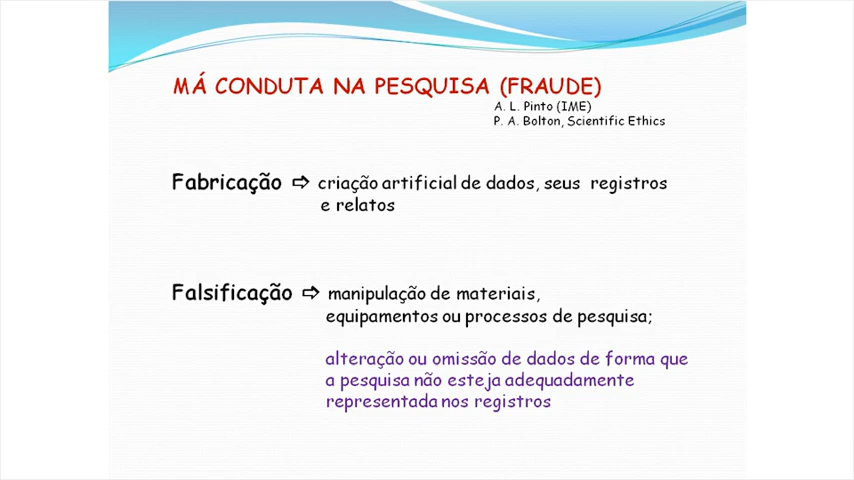 MÁ CONDUTA NA PESQUISA (FRAUDE)
A. L. Pinto (IME)
P. A. Bolton, Scientific Ethics
Fabricação ⇨ criação artificial de dados, seus registros
e relatos
Falsificação ⇨ manipulação de materiais,
equipamentos ou processos de pesquisa;
alteração ou omissão de dados de forma que
a pesquisa não esteja adequadamente
representada nos registros